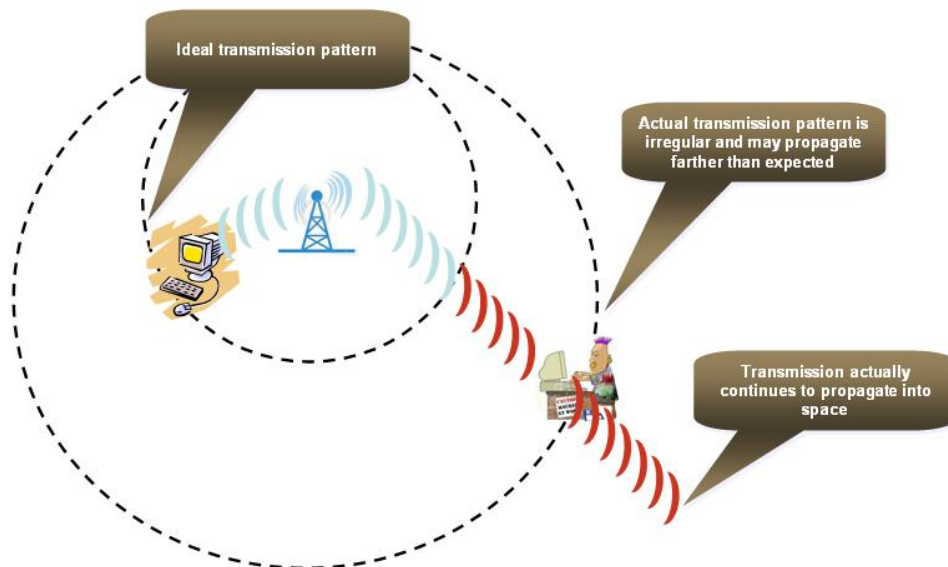 Ideal transmission pattern
Actual transmission pattern is
irregular and may propagate
farther than expected
Transmission actually
continues to propagate into
space